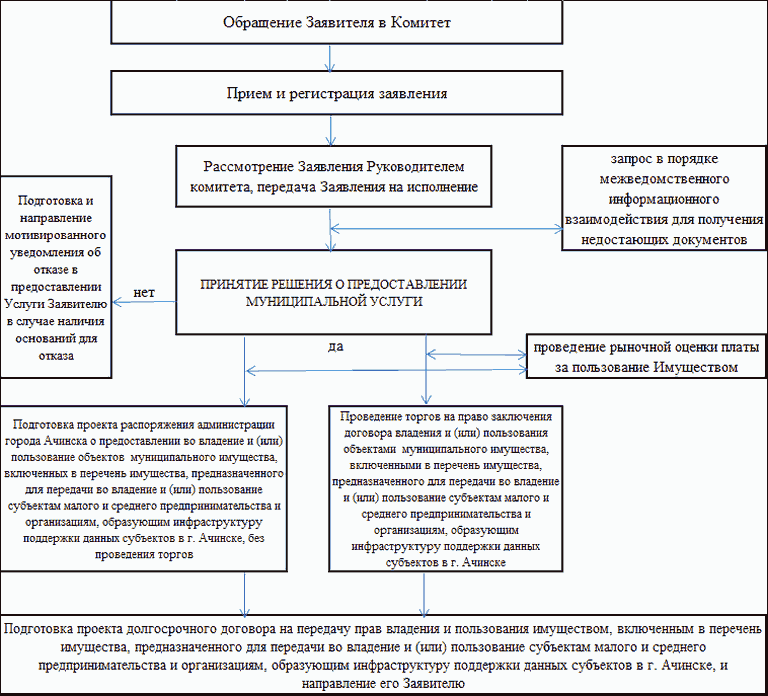 Обращение Заявителя в Комитет
Прием и регистрация заявления
Рассмотрение Заявления Руководителем
комитета, передача Заявления на исполнение
запрос в порядке
межведомственного
информационного
взаимодействия для получения
недостающих документов
Подготовка и
направление
мотивированного
уведомления об
отказе в
предоставлении
Услуги Заявителю
в случае наличия
оснований для
отказа
нет
ПРИНЯТИЕ РЕШЕНИЯ О ПРЕДОСТАВЛЕНИИ
МУНИЦИПАЛЬНОЙ УСЛУГИ
да
проведение рыночной оценки платы
за пользование Имуществом
Подготовка проекта распоряжения администрации
города Ачинска о предоставлении во владение и (или)
пользование объектов муниципального имущества,
включенных в перечень имущества, предназначенного
для передачи во владение и (или) пользование
субъектам малого и среднего предпринимательства и
организациям, образующим инфраструктуру
поддержки данных субъектов в г. Ачинске, без
проведения торгов
Проведение торгов на право заключения
договора владения и (или) пользования
объектами муниципального имущества,
включенными в перечень имущества,
предназначенного для передачи во владение
и (или) пользование субъектам малого и
среднего предпринимательства и
организациям, образующим
инфраструктуру поддержки данных
субъектов в г. Ачинске
Подготовка проекта долгосрочного договора на передачу прав владения и пользования имуществом, включенным в перечень
имущества, предназначенного для передачи во владение и (или) пользование субъектам малого и среднего
предпринимательства и организациям, образующим инфраструктуру поддержки данных субъектов в г. Ачинске, и
направление его Заявителю